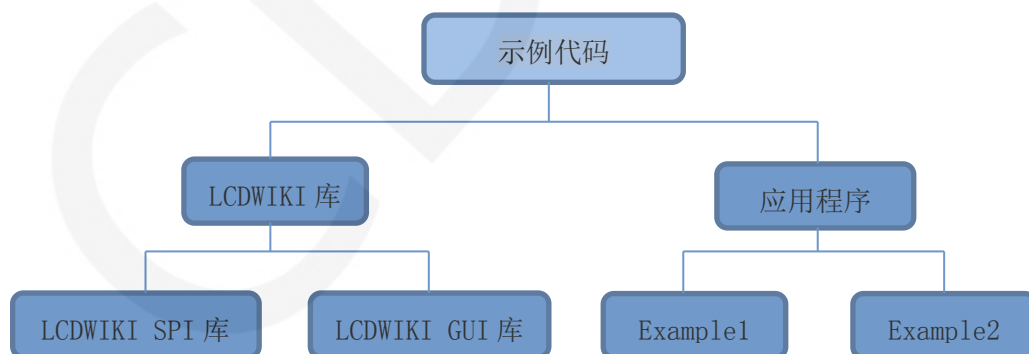 示例代码
LCDWIKI 库
应用程序
LCDWIKI SPI 库
LCDWIKI GUI 库
Example1
Example2